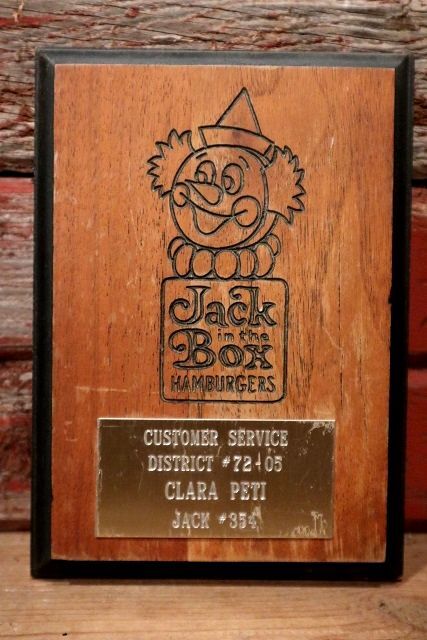 Jack
in the
Box
HAMBURGERS
CUSTOMER SERVICE
DISTRICT #72-05
CLARA PETI
JACK #354